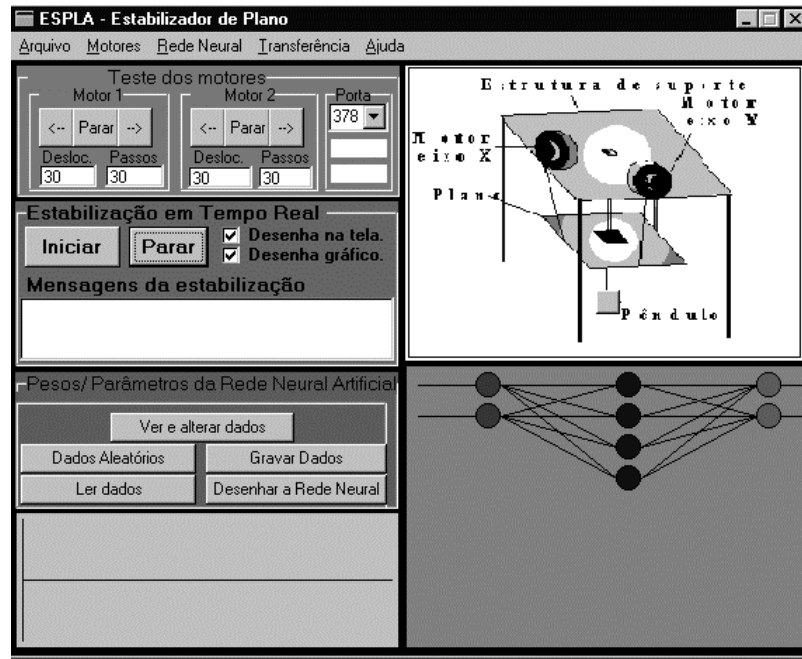 ESPLA - Estabilizador de Plano
Arquivo Motores Rede Neural Transferência Ajuda
Teste dos motores
Motor 1 Motor 2 Porta
<-- Parar --> <-- Parar --> 378
Desloc. Passos Desloc. Passos
30 30 30 30
Estabilização em Tempo Real
Iniciar Parar Desenha na tela.
Desenha gráfico.
Mensagens da estabilização
Pesos/ Parâmetros da Rede Neural Artificial
Ver e alterar dados
Dados Aleatórios Gravar Dados
Ler dados Desenhar a Rede Neural
Estrutura de suporte
Motor
eixo Y
Motor
eixo X
Plano
Pêndulo